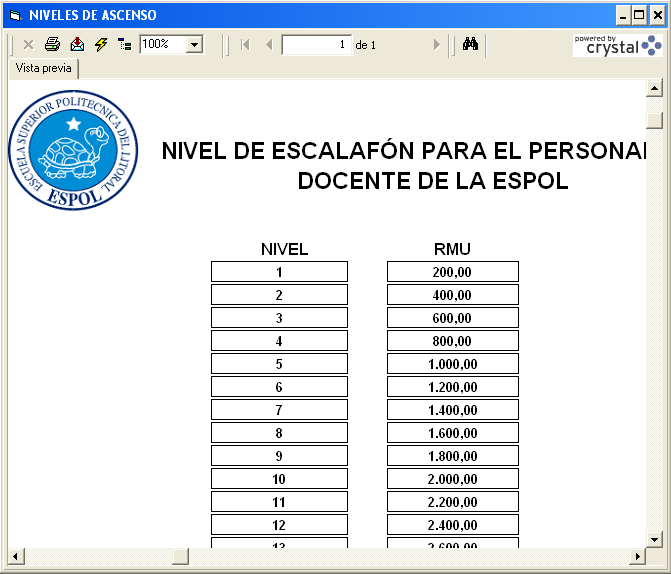 NIVELES DE ASCENSO
100%
1
de 1
powered by
crystal
Vista previa
ESCUELA SUPERIOR POLITECNICA DEL LITORAL
ESPOL
NIVEL DE ESCALAFÓN PARA EL PERSONAL
DOCENTE DE LA ESPOL
NIVEL RMU
1 200,00
2 400,00
3 600,00
4 800,00
5 1.000,00
6 1.200,00
7 1.400,00
8 1.600,00
9 1.800,00
10 2.000,00
11 2.200,00
12 2.400,00
13 2.600,00